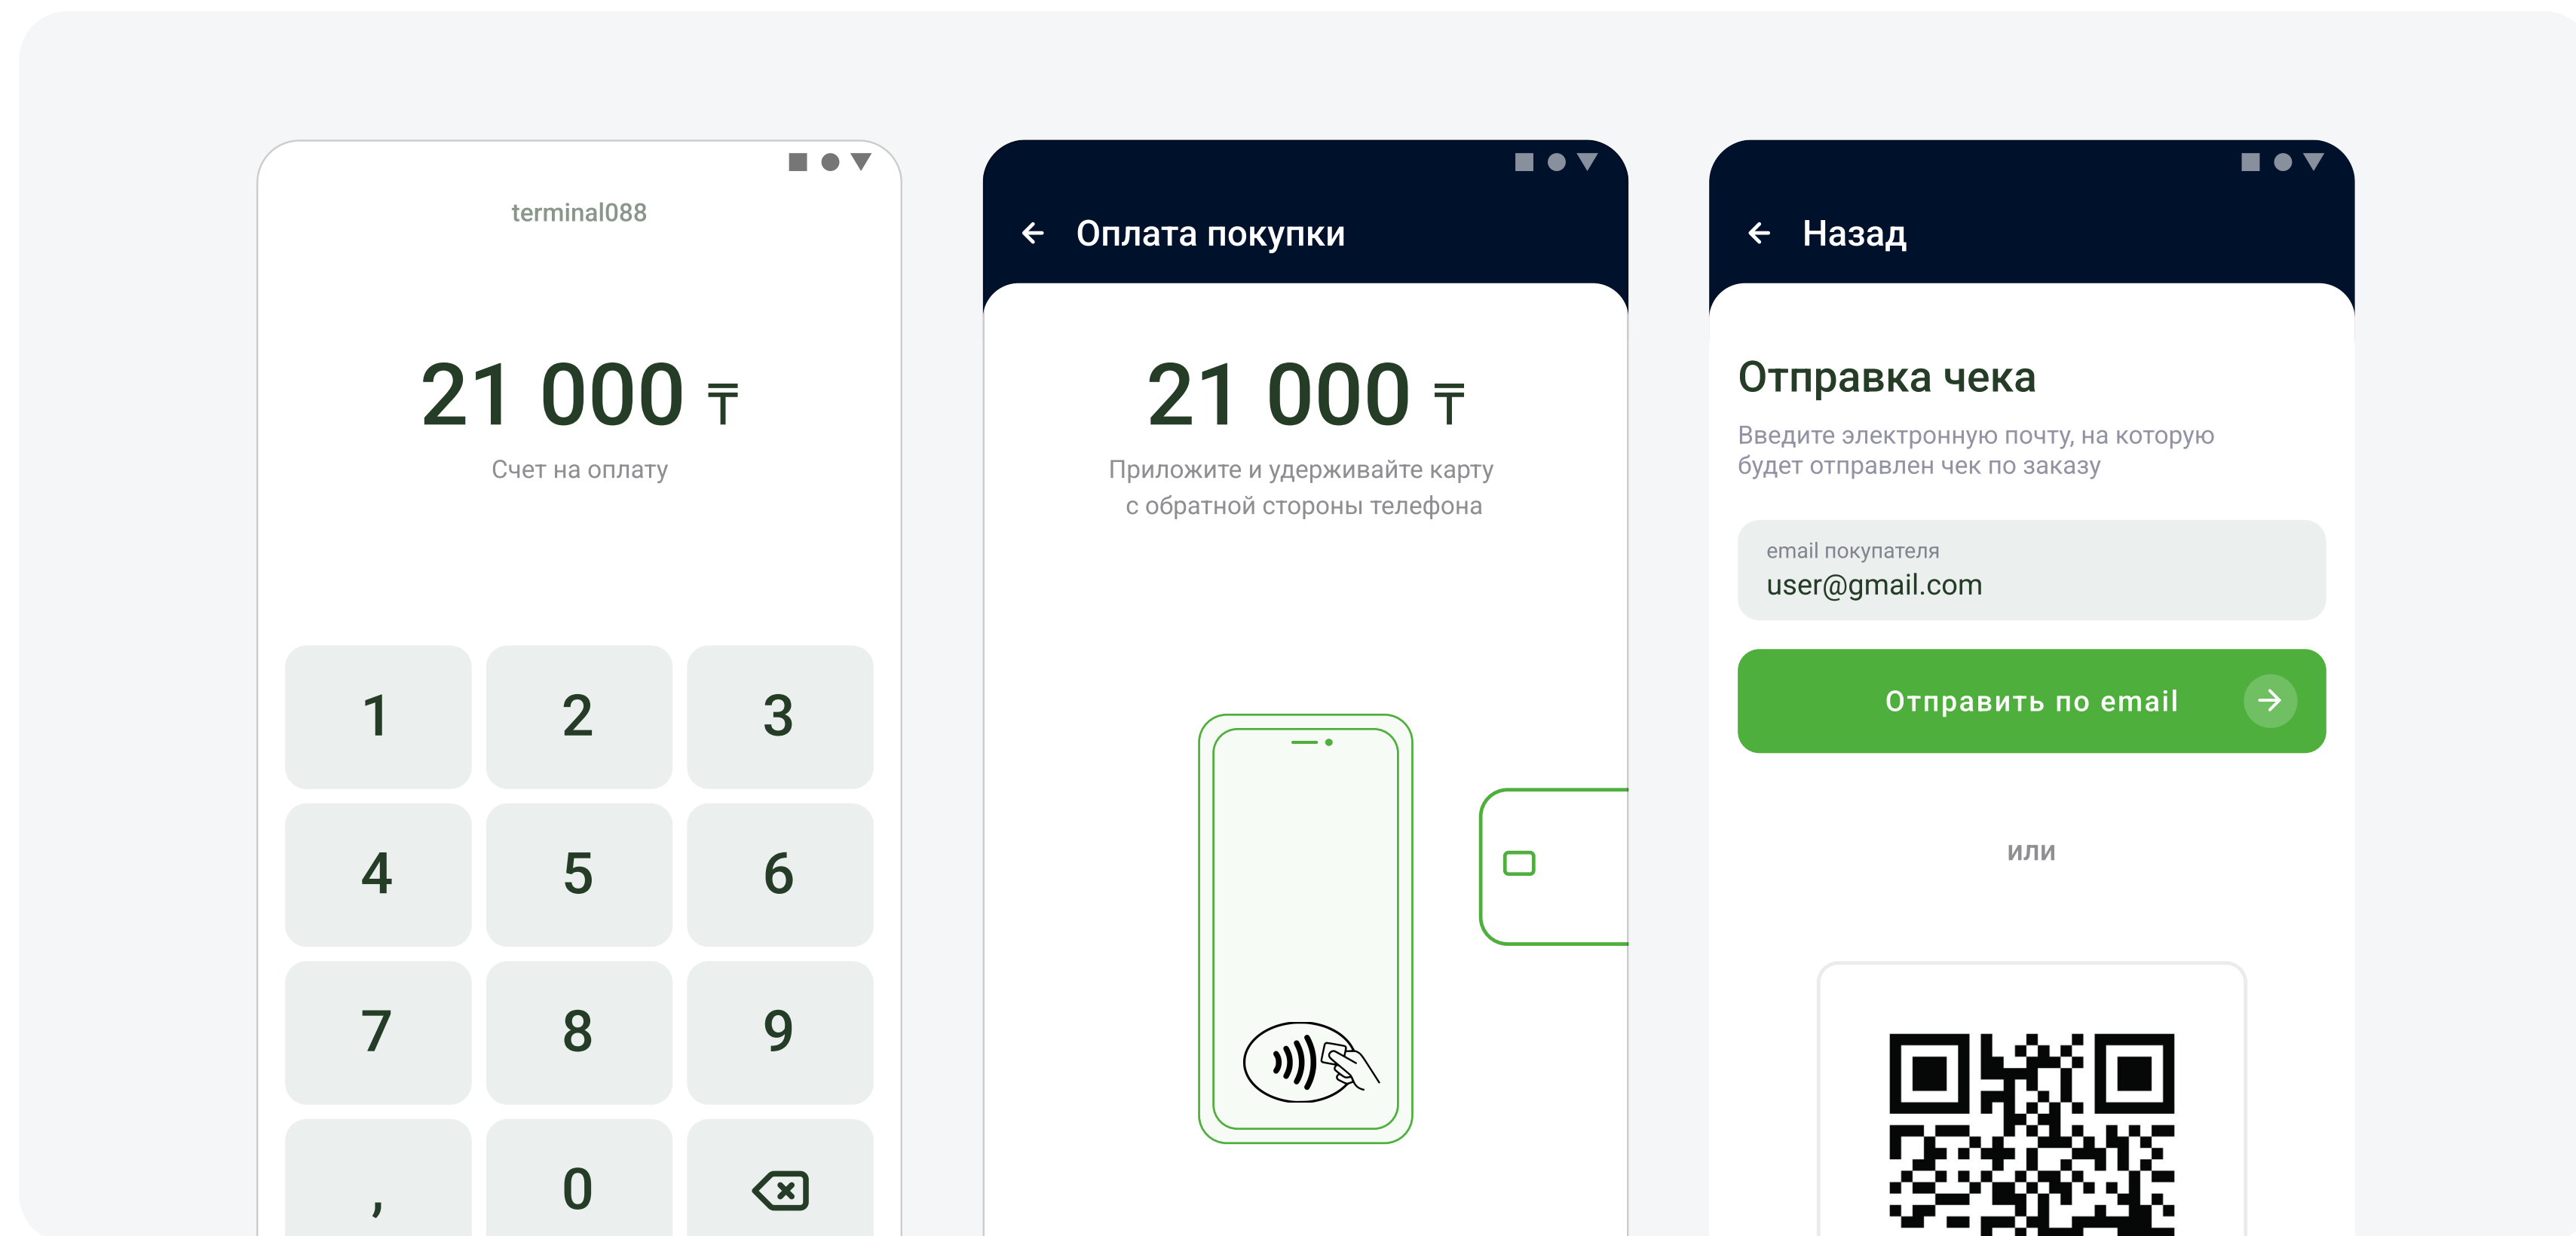 terminal088
21 000 ₸
Счет на оплату
1 2 3
4 5 6
7 8 9
, 0
Оплата покупки
21 000 ₸
Приложите и удерживайте карту
с обратной стороны телефона
Назад
Отправка чека
Введите электронную почту, на которую
будет отправлен чек по заказу
email покупателя
user@gmail.com
Отправить по email
или